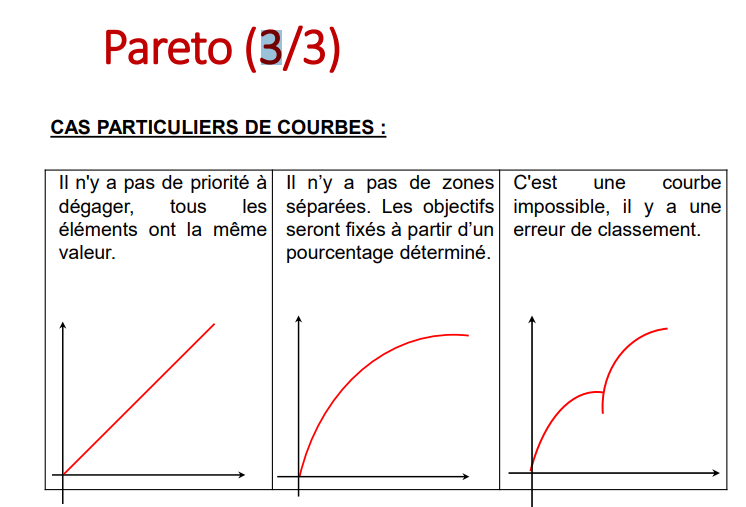 Pareto (3/3)
CAS PARTICULIERS DE COURBES :
Il n'y a pas de priorité à
dégager, tous les
éléments ont la même
valeur.
Il n’y a pas de zones
séparées. Les objectifs
seront fixés à partir d’un
pourcentage déterminé.
C'est une courbe
impossible, il y a une
erreur de classement.